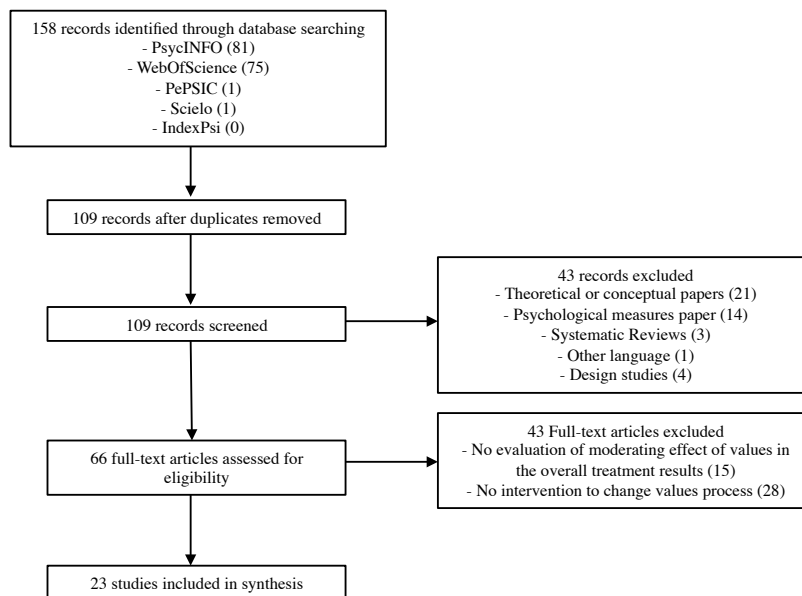 158 records identified through database searching
- PsycINFO (81)
- WebOfScience (75)
- PePSIC (1)
- Scielo (1)
- IndexPsi (0)
109 records after duplicates removed
109 records screened
43 records excluded
- Theoretical or conceptual papers (21)
- Psychological measures paper (14)
- Systematic Reviews (3)
- Other language (1)
- Design studies (4)
66 full-text articles assessed for
eligibility
43 Full-text articles excluded
- No evaluation of moderating effect of values in
the overall treatment results (15)
- No intervention to change values process (28)
23 studies included in synthesis